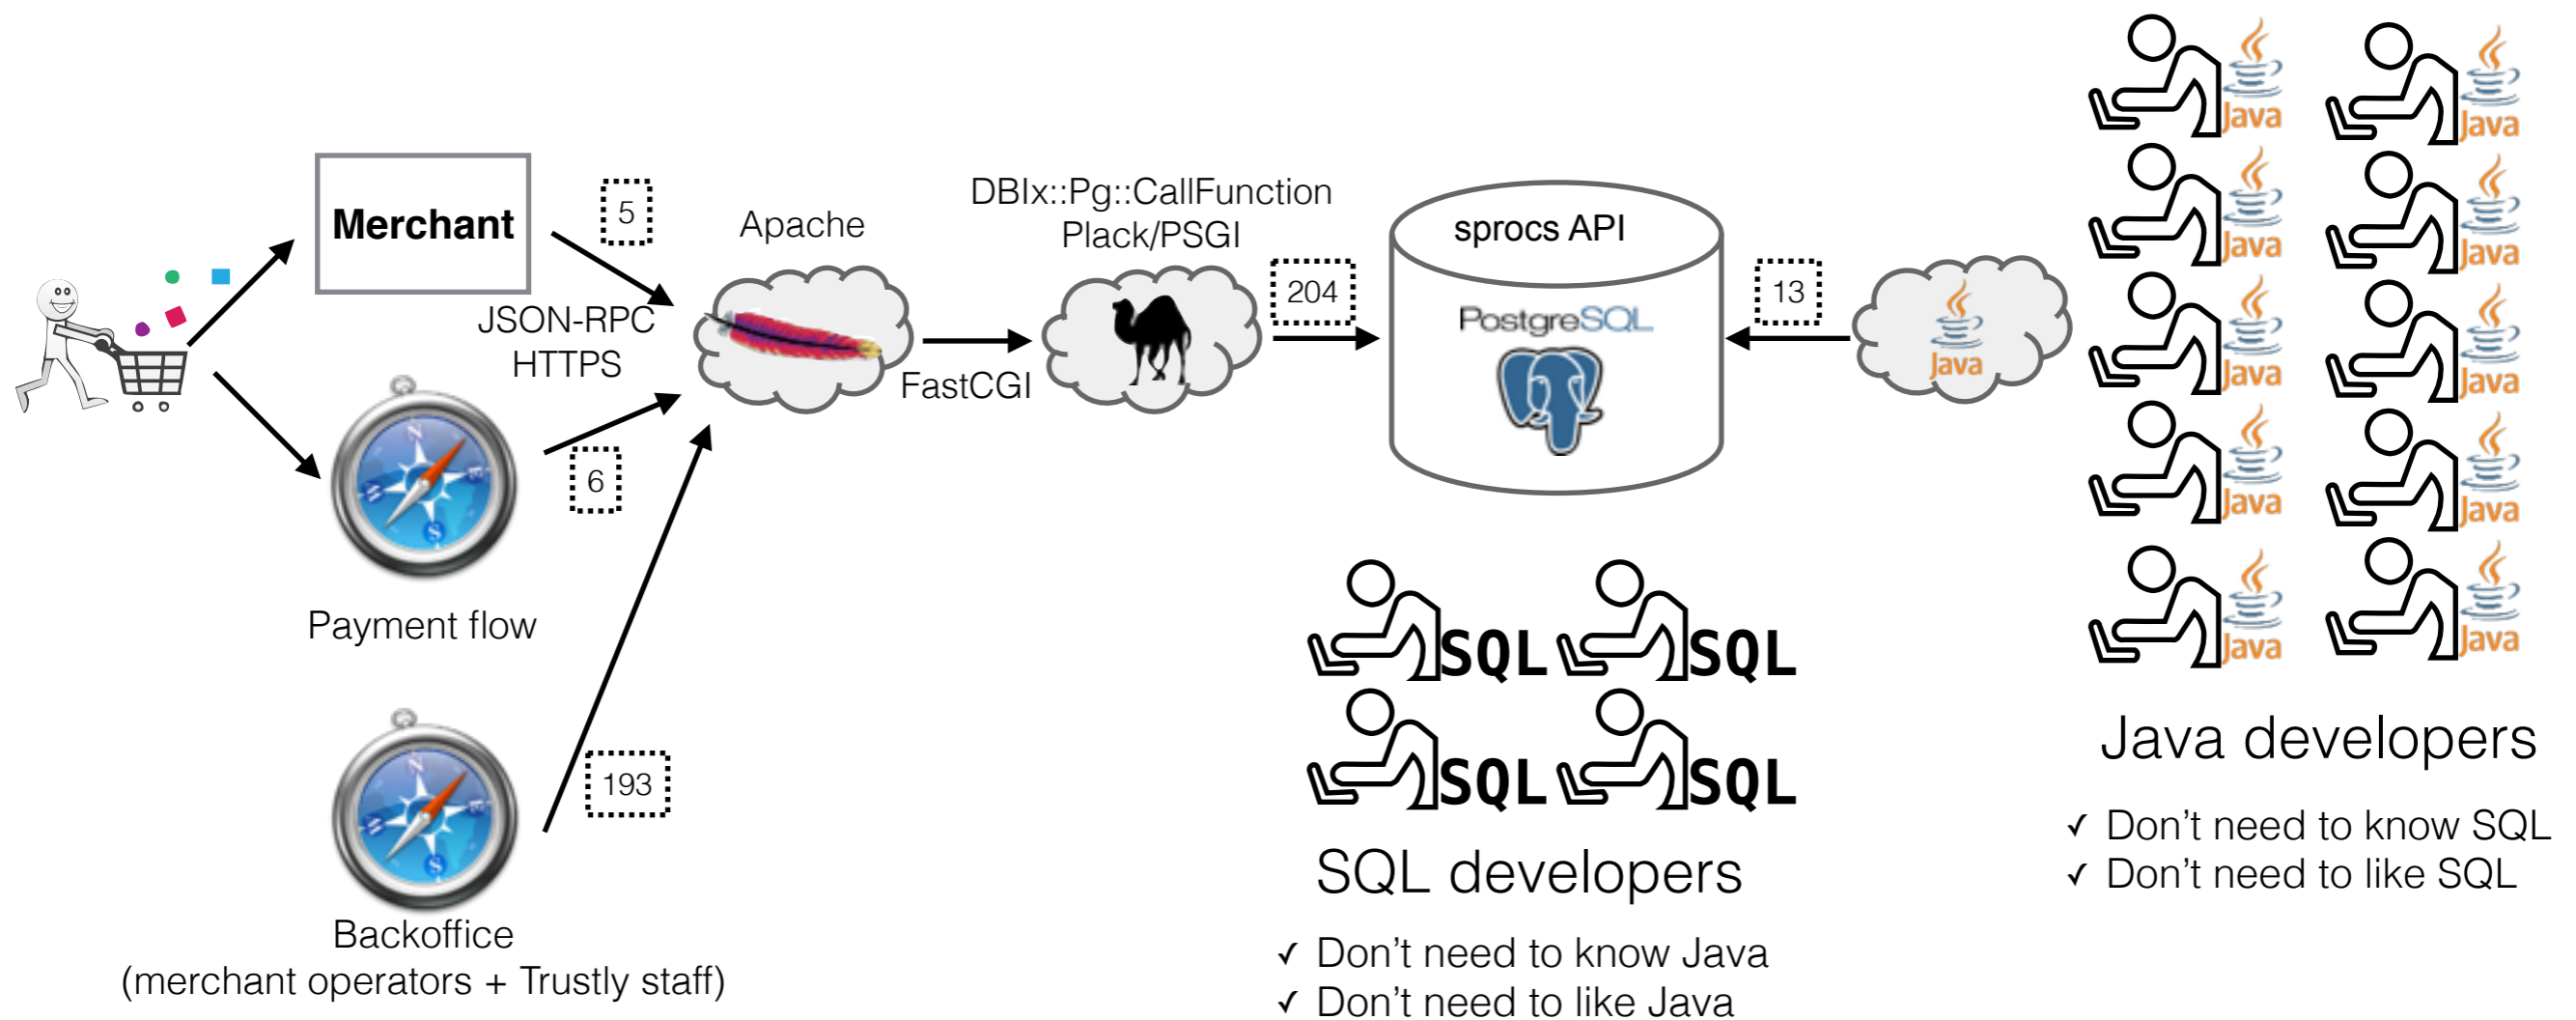 Merchant
5
JSON-RPC
HTTPS
Apache
DBIx::Pg::CallFunction
Plack/PSGI
204
sprocs API
PostgreSQL
13
Java
FastCGI
6
Payment flow
193
Backoffice
(merchant operators + Trustly staff)
SQL SQL
SQL SQL
SQL developers
✓ Don't need to know Java
✓ Don't need to like Java
Java Java
Java Java
Java Java
Java Java
Java Java
Java developers
✓ Don't need to know SQL
✓ Don't need to like SQL